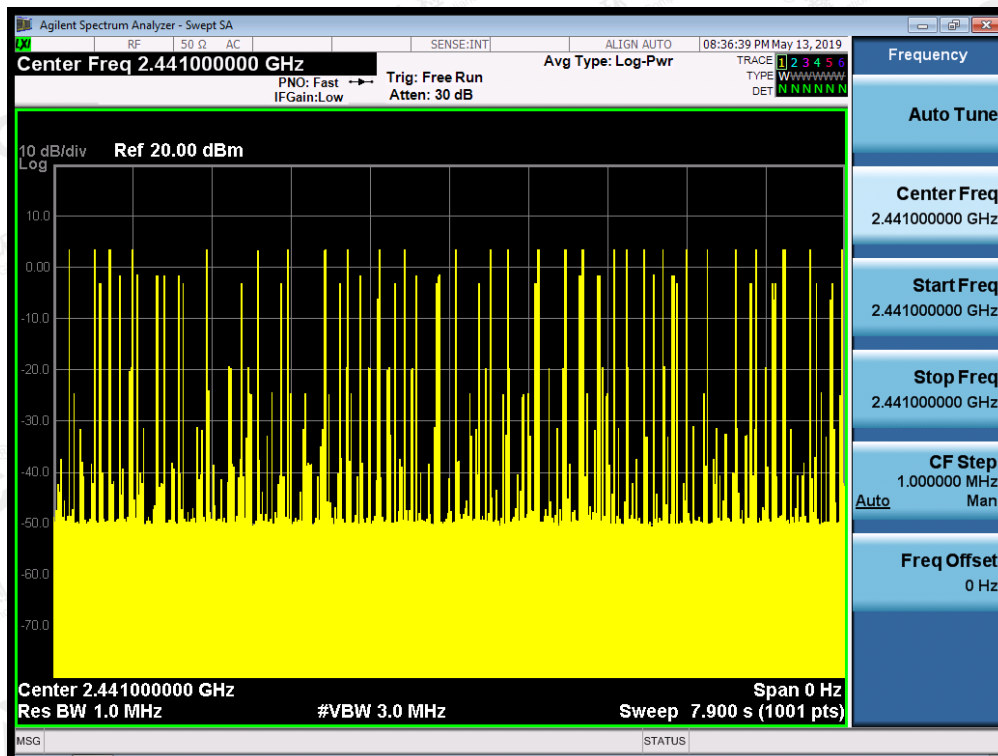 Agilent Spectrum Analyzer - Swept SA
LXI RF 50 Ω AC SENSE:INT ALIGN AUTO 08:36:39 PM May 13, 2019
Center Freq 2.441000000 GHz
Avg Type: Log-Pwr
TRACE 1 2 3 4 5 6
PNO: Fast
Trig: Free Run
TYPE WWWWWW
IFGain:Low
Atten: 30 dB
DET N N N N N N
10 dB/div Ref 20.00 dBm
Log
10.0
0.00
-10.0
-20.0
-30.0
-40.0
-50.0
-60.0
-70.0
Center 2.441000000 GHz Span 0 Hz
Res BW 1.0 MHz #VBW 3.0 MHz Sweep 7.900 s (1001 pts)
MSG STATUS
Frequency
Auto Tune
Center Freq
2.441000000 GHz
Start Freq
2.441000000 GHz
Stop Freq
2.441000000 GHz
CF Step
1.000000 MHz
Auto Man
Freq Offset
0 Hz